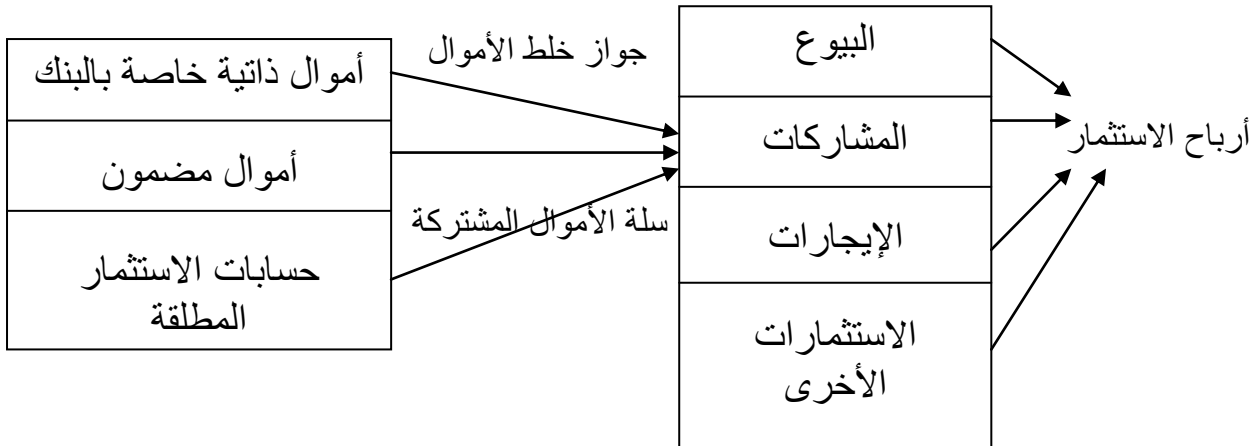 أموال ذاتية خاصة بالبنك
أموال مضمون
حسابات الاستثمار
المطلقة
جواز خلط الأموال
سلة الأموال المشتركة
البيوع
المشاركات
الإيجارات
الاستثمارات
الأخرى
أرباح الاستثمار